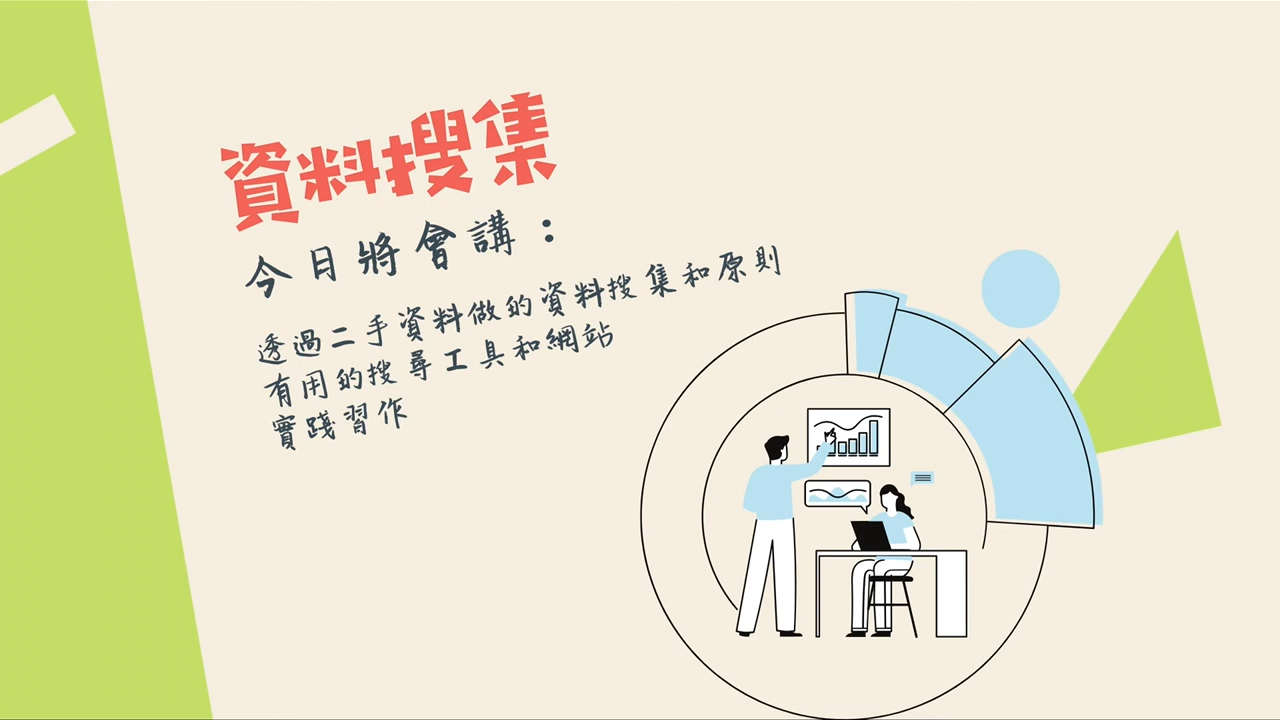 資料搜集
今日將會講：
透過二手資料做的資料搜集和原則
有用的搜尋工具和網站
實踐習作